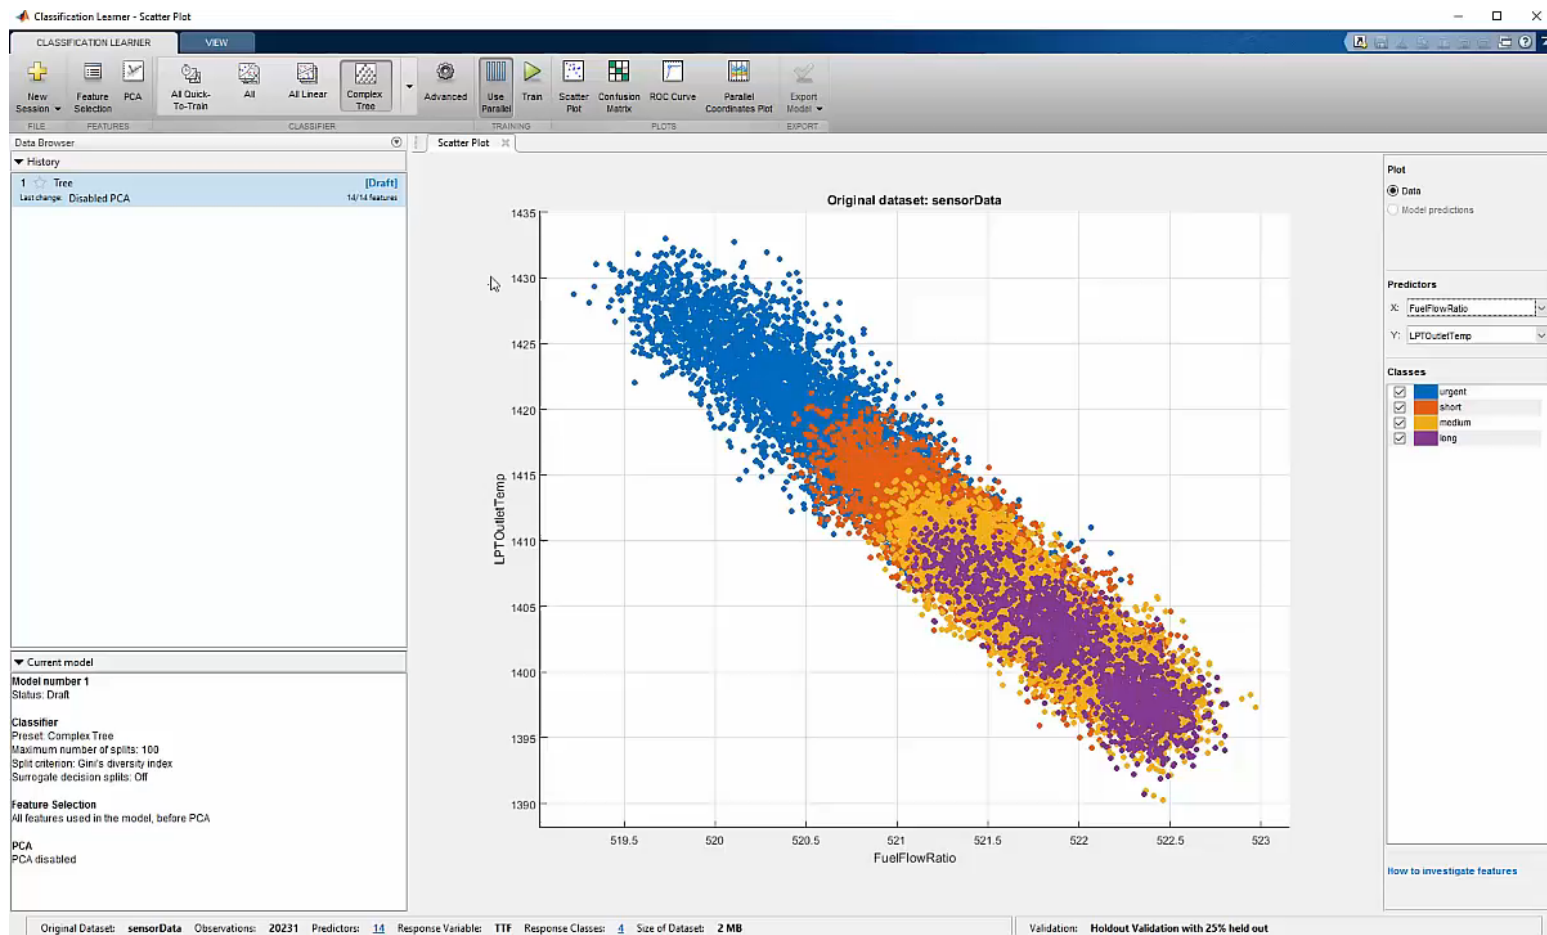 Classification Learner - Scatter Plot
CLASSIFICATION LEARNER
VIEW
New Session
Feature Selection
PCA
All Quick-To-Train
All
All Linear
Complex Tree
Advanced
Use Parallel
Train
Scatter Plot
Confusion Matrix
ROC Curve
Parallel Coordinates Plot
Export Model
FILE
FEATURES
CLASSIFIER
TRAINING
PLOTS
EXPORT
Data Browser
History
1 Tree [Draft]
Last change: Disabled PCA 14/14 features
Current model
Model number 1
Status: Draft
Classifier
Preset: Complex Tree
Maximum number of splits: 100
Split criterion: Gini's diversity index
Surrogate decision splits: Off
Feature Selection
All features used in the model, before PCA
PCA
PCA disabled
Scatter Plot
Original dataset: sensorData
1435
1430
1425
1420
1415
1410
1405
1400
1395
1390
LPTOutletTemp
519.5 520 520.5 521 521.5 522 522.5 523
FuelFlowRatio
Plot
Data
Model predictions
Predictors
X: FuelFlowRatio
Y: LPTOutletTemp
Classes
urgent
short
medium
long
How to investigate features
Original Dataset: sensorData Observations: 20231 Predictors: 14 Response Variable: TTF Response Classes: 4 Size of Dataset: 2 MB
Validation: Holdout Validation with 25% held out